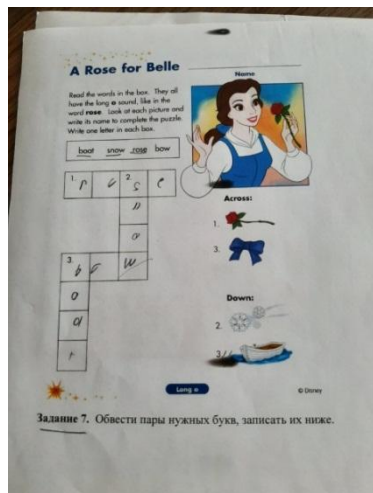 A Rose for Belle
Name
Read the words in the box. They all
have the long o sound, like in the
word rose. Look at each picture and
write its name to complete the puzzle.
Write one letter in each box.
boat snow rose bow
1. r o 2. s e
n
o
3. b o w
o
a
t
Across:
1.
3.
Down:
2.
3.
Long o
© Disney
Задание 7. Обвести пары нужных букв, записать их ниже.